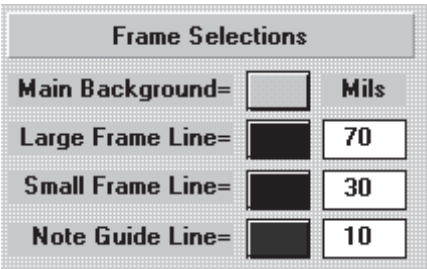 Frame Selections
Main Background= Mils
Large Frame Line= 70
Small Frame Line= 30
Note Guide Line= 10